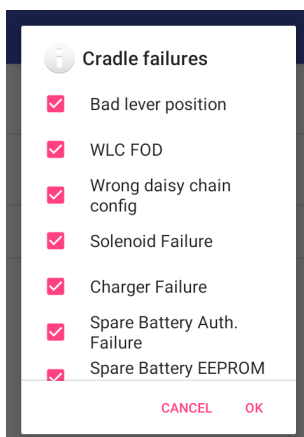 Cradle failures
Bad lever position
WLC FOD
Wrong daisy chain
config
Solenoid Failure
Charger Failure
Spare Battery Auth.
Failure
Spare Battery EEPROM
CANCEL
OK